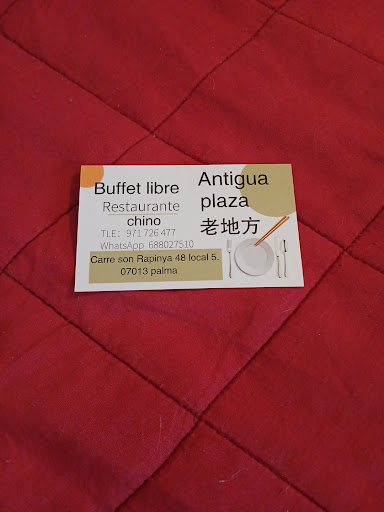 Buffet libre
Restaurante
chino
TLE: 971 726 477
WhatsApp 688027510
Antigua
plaza
老地方
Carre son Rapinya 48 local 5.
07013 palma